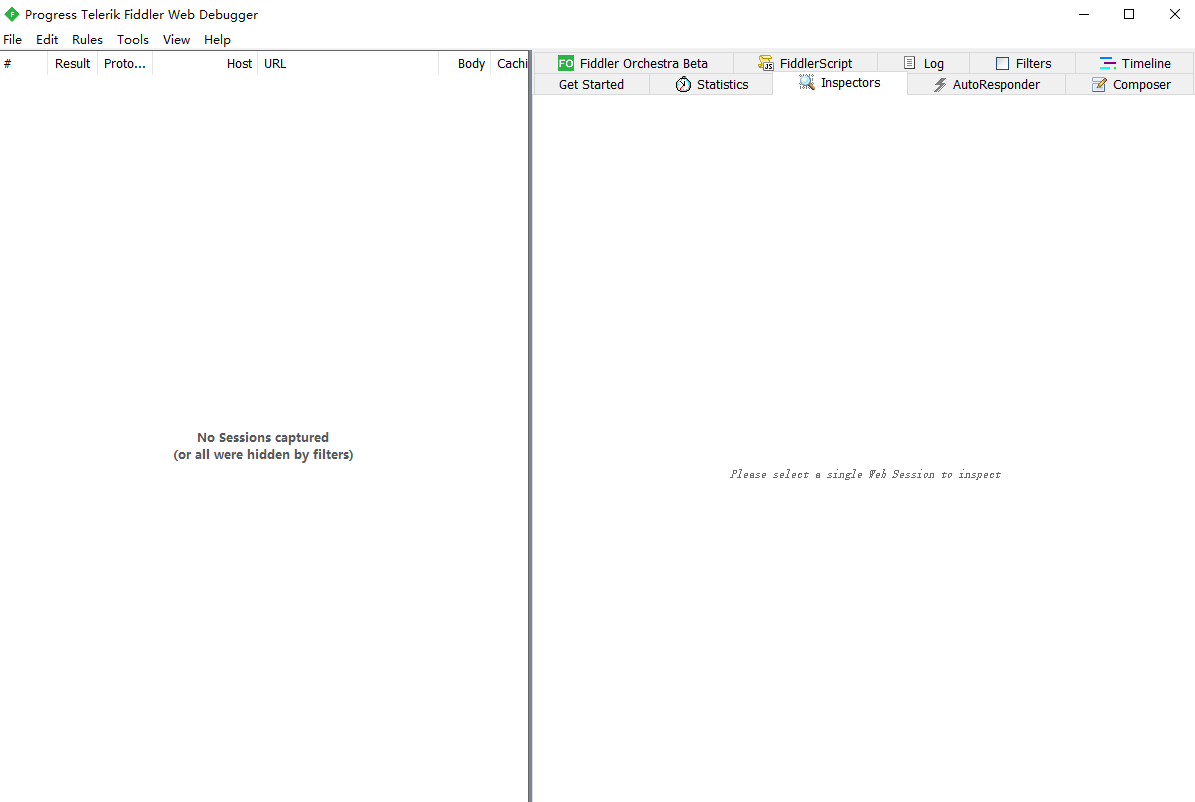 Progress Telerik Fiddler Web Debugger
File Edit Rules Tools View Help
# Result Proto... Host URL Body Cachi
FO Fiddler Orchestra Beta FiddlerScript Log Filters Timeline
Get Started Statistics Inspectors AutoResponder Composer
No Sessions captured
(or all were hidden by filters)
Please select a single Web Session to inspect